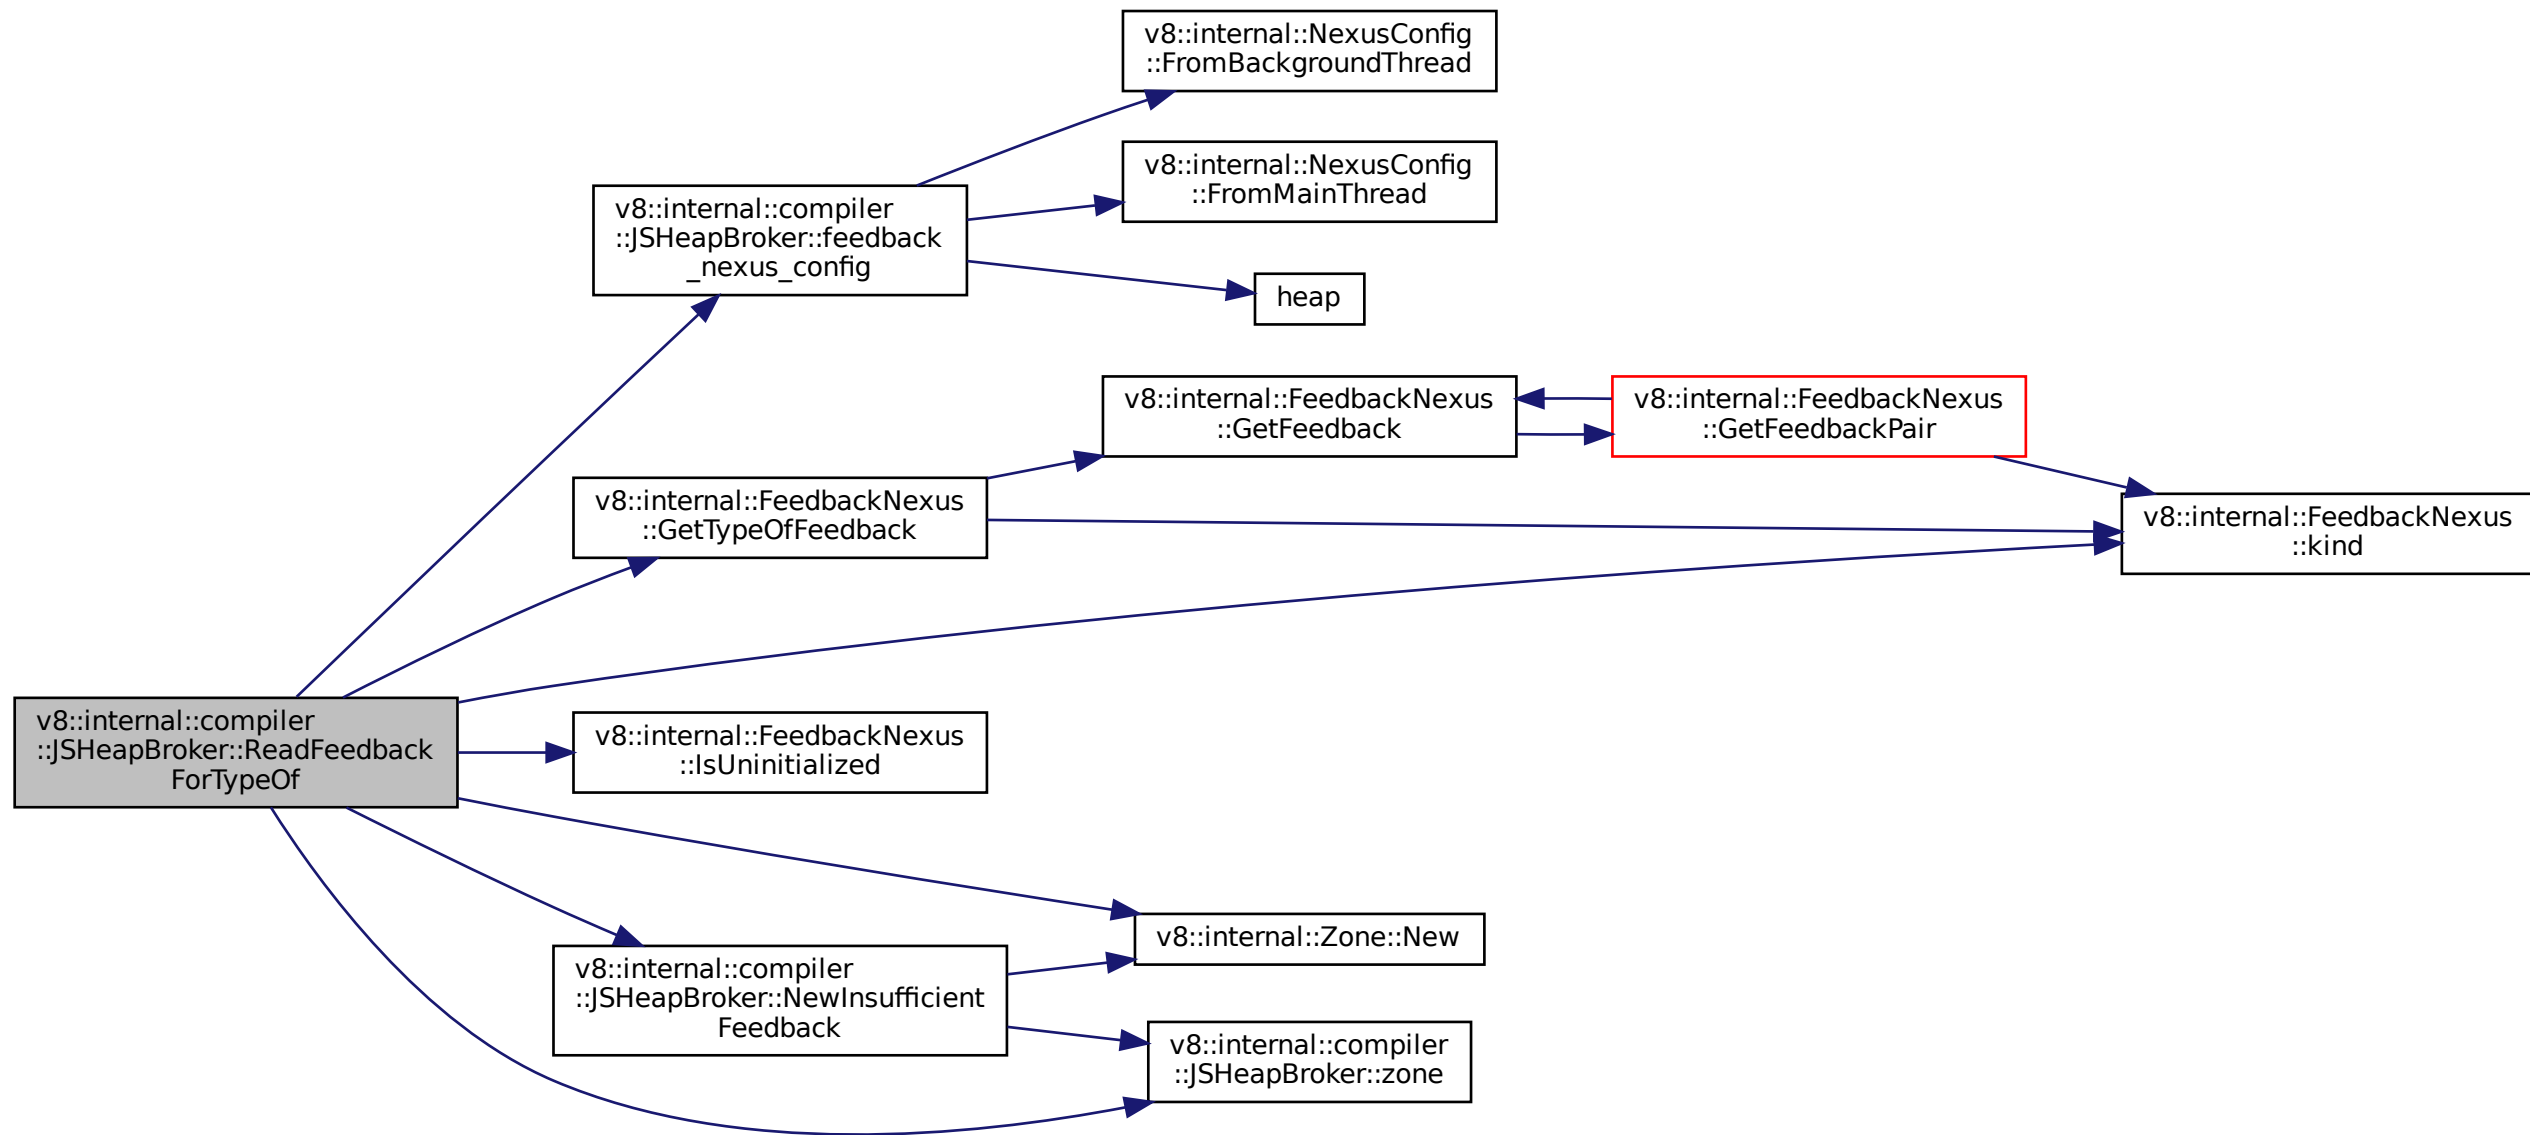 v8::internal::NexusConfig
::FromBackgroundThread
v8::internal::NexusConfig
::FromMainThread
v8::internal::compiler
::JSHeapBroker::feedback
_nexus_config
heap
v8::internal::FeedbackNexus
::GetFeedback
v8::internal::FeedbackNexus
::GetFeedbackPair
v8::internal::FeedbackNexus
::GetTypeOfFeedback
v8::internal::FeedbackNexus
::kind
v8::internal::compiler
::JSHeapBroker::ReadFeedback
ForTypeOf
v8::internal::FeedbackNexus
::IsUninitialized
v8::internal::Zone::New
v8::internal::compiler
::JSHeapBroker::NewInsufficient
Feedback
v8::internal::compiler
::JSHeapBroker::zone